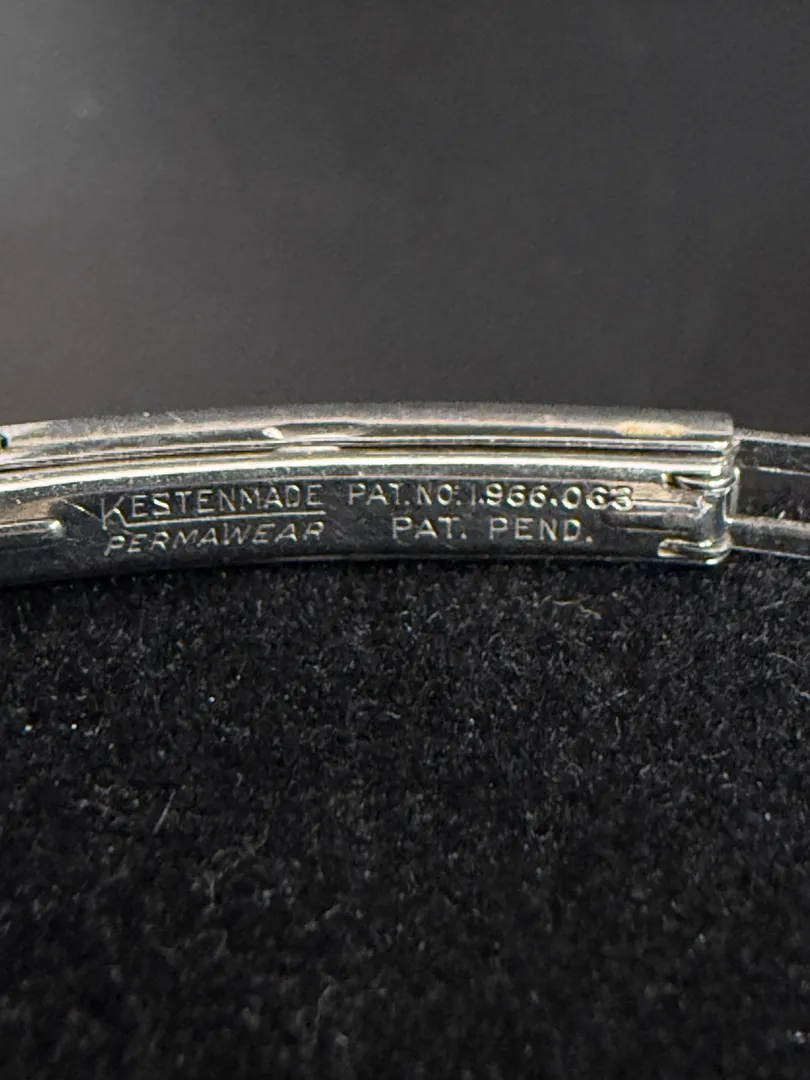 KESTENMADE PAT. NO. 1.966.063
PERMAWEAR PAT. PEND.